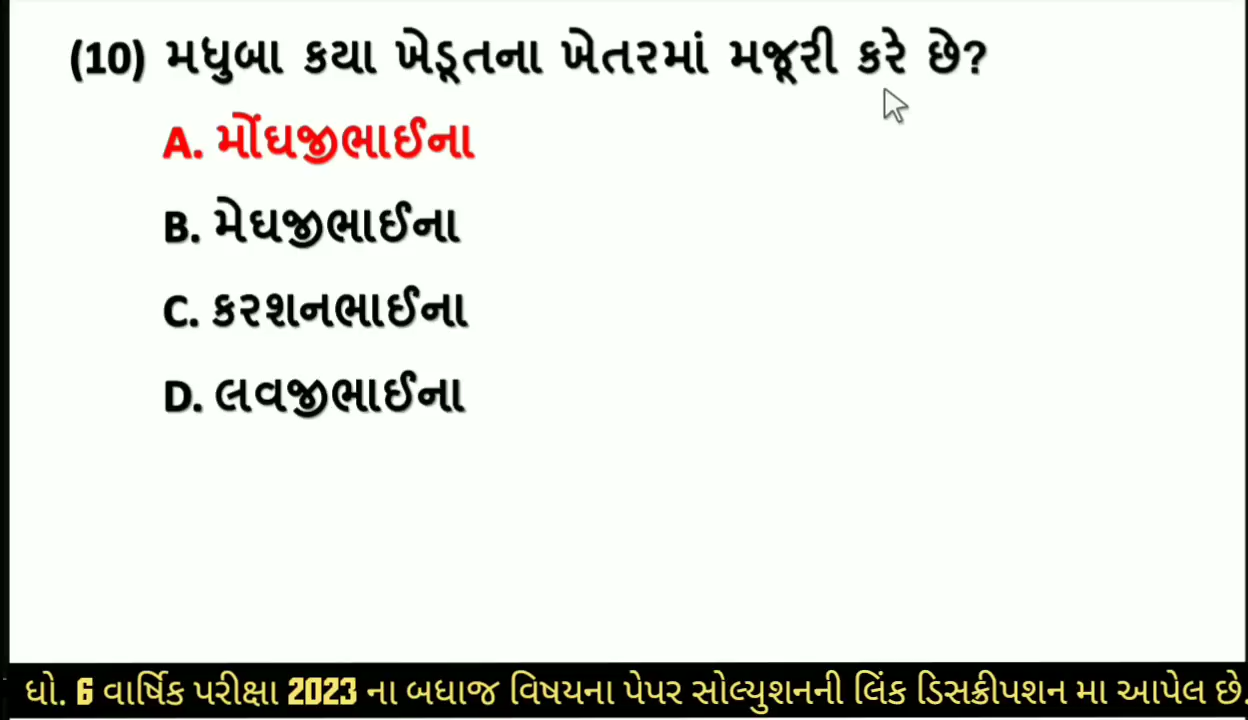 (10) મધુબા કયા ખેડૂતના ખેતરમાં મજૂરી કરે છે?
A. મોંઘજીભાઈના
B. મેઘજીભાઈના
C. કરશનભાઈના
D. લવજીભાઈના
ધો. 6 વાર્ષિક પરીક્ષા 2023 ના બધાજ વિષયના પેપર સોલ્યુશનની લિંક ડિસક્રીપશન મા આપેલ છે